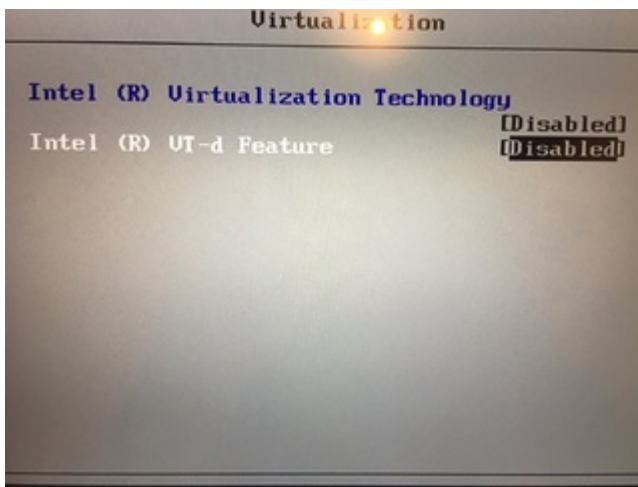 Virtualization
Intel (R) Virtualization Technology
[Disabled]
Intel (R) VT-d Feature [Disabled]